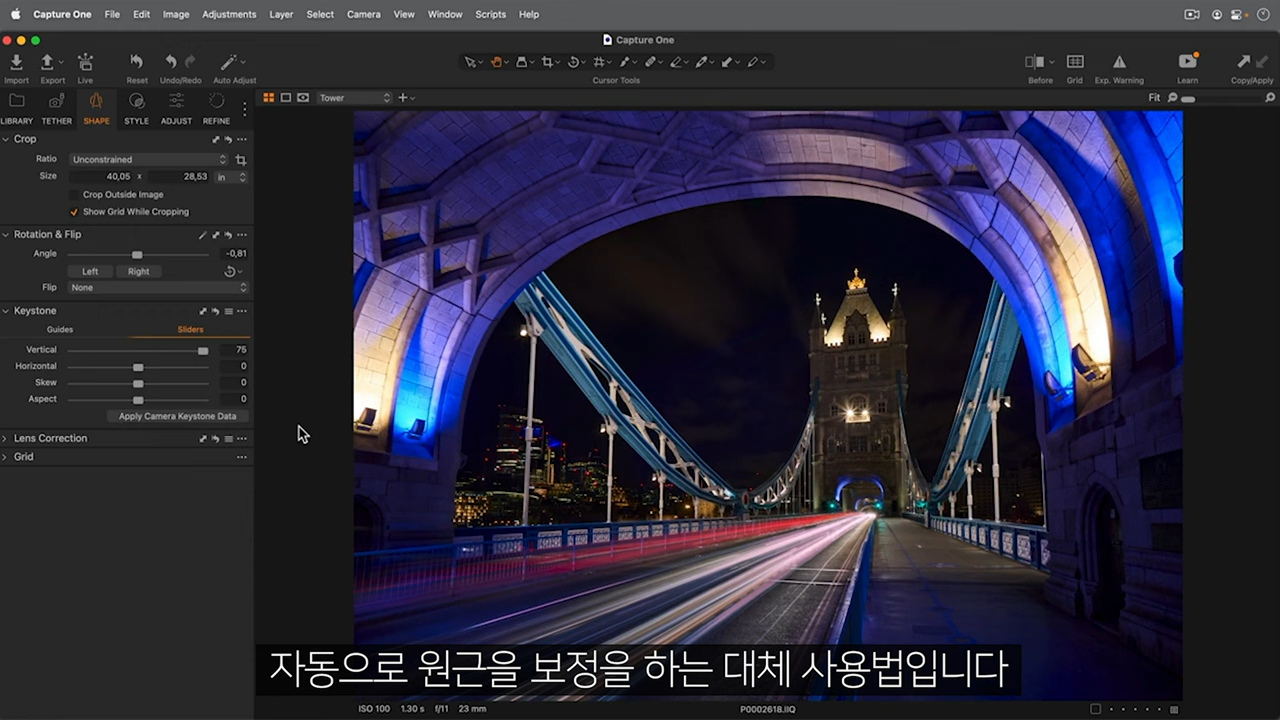 Capture One File Edit Image Adjustments Layer Select Camera View Window Scripts Help
Capture One
Import Export Live Reset Undo/Redo Auto Adjust Cursor Tools Before Grid Exp. Warning Learn Copy/Apply
LIBRARY TETHER SHAPE STYLE ADJUST REFINE
Tower
Fit
Crop
Ratio Unconstrained
Size 40,05 x 28,53 in
Crop Outside Image
Show Grid While Cropping
Rotation & Flip
Angle -0,81
Left Right
Flip None
Keystone
Guides Sliders
Vertical 75
Horizontal 0
Skew 0
Aspect 0
Apply Camera Keystone Data
Lens Correction
Grid
자동으로 원근을 보정을 하는 대체 사용법입니다
ISO 100 1.30 s f/11 23 mm P0002618.IIQ